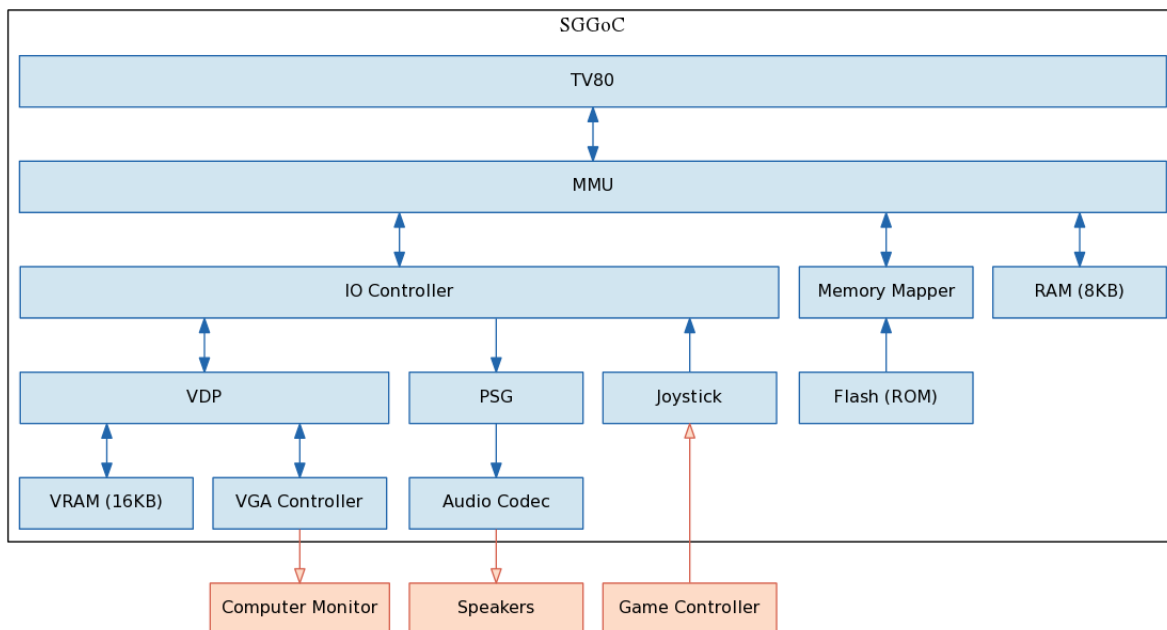 SGGoC
TV80
MMU
IO Controller
Memory Mapper
RAM (8KB)
VDP
PSG
Joystick
Flash (ROM)
VRAM (16KB)
VGA Controller
Audio Codec
Computer Monitor
Speakers
Game Controller